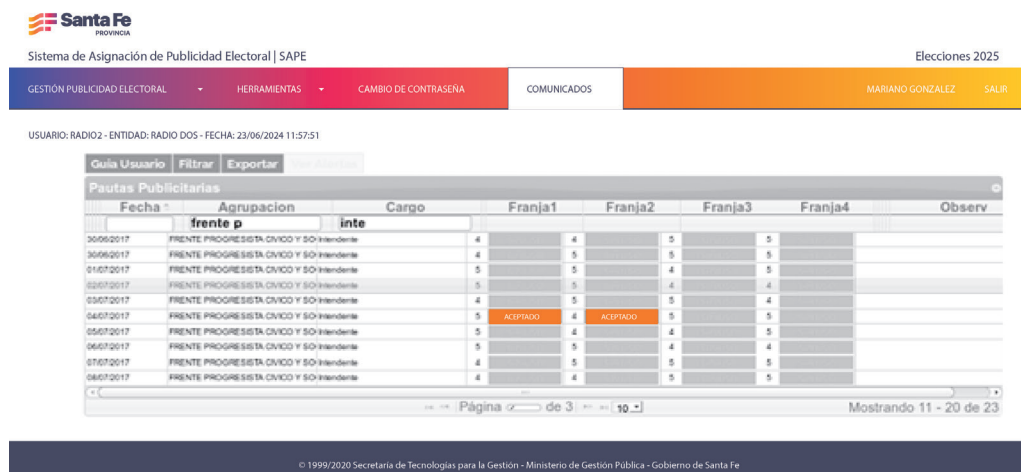 Santa Fe
PROVINCIA
Sistema de Asignación de Publicidad Electoral | SAPE
Elecciones 2025
GESTIÓN PUBLICIDAD ELECTORAL HERRAMIENTAS CAMBIO DE CONTRASEÑA COMUNICADOS MARIANO GONZALEZ SALIR
USUARIO: RADIO2 - ENTIDAD: RADIO DOS - FECHA: 23/06/2024 11:57:51
Guia Usuario Filtrar Exportar
Pautas Publicitarias
Fecha Agrupacion Cargo Franja1 Franja2 Franja3 Franja4 Observ
frente p inte
30/06/2017 FRENTE PROGRESISTA CIVICO Y SO Intendente 4 4 5 5
30/06/2017 FRENTE PROGRESISTA CIVICO Y SO Intendente 4 5 5 5
01/07/2017 FRENTE PROGRESISTA CIVICO Y SO Intendente 5 5 4 5
02/07/2017 FRENTE PROGRESISTA CIVICO Y SO Intendente 5 5 4 4
03/07/2017 FRENTE PROGRESISTA CIVICO Y SO Intendente 4 5 5 4
04/07/2017 FRENTE PROGRESISTA CIVICO Y SO Intendente 5 ACEPTADO 4 ACEPTADO 5 5
05/07/2017 FRENTE PROGRESISTA CIVICO Y SO Intendente 5 4 4 5
06/07/2017 FRENTE PROGRESISTA CIVICO Y SO Intendente 5 5 4 4
07/07/2017 FRENTE PROGRESISTA CIVICO Y SO Intendente 4 5 5 5
08/07/2017 FRENTE PROGRESISTA CIVICO Y SO Intendente 4 4 5 5
Página de 3 10 Mostrando 11 - 20 de 23
© 1999/2020 Secretaría de Tecnologías para la Gestión - Ministerio de Gestión Pública - Gobierno de Santa Fe